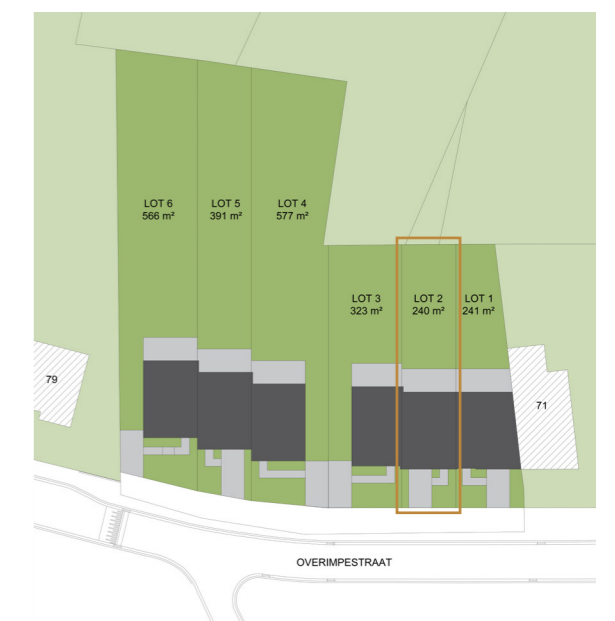 LOT 6
566 m²
LOT 5
391 m²
LOT 4
577 m²
LOT 3
323 m²
LOT 2
240 m²
LOT 1
241 m²
79
71
OVERIMPESTRAAT